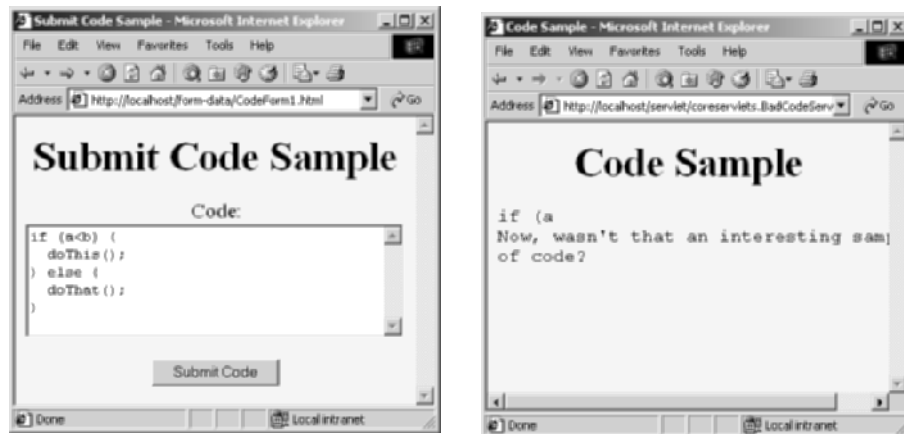 Submit Code Sample - Microsoft Internet Explorer
File Edit View Favorites Tools Help
Address http://localhost/form-data/CodeForm1.html Go
Submit Code Sample
Code:
if (a<b) {
doThis();
} else {
doThat();
}
Submit Code
Done Local intranet
Code Sample - Microsoft Internet Explorer
File Edit View Favorites Tools Help
Address http://localhost/servlet/coreservlets.BadCodeServ Go
Code Sample
if (a
Now, wasn't that an interesting samp
of code?
Done Local intranet